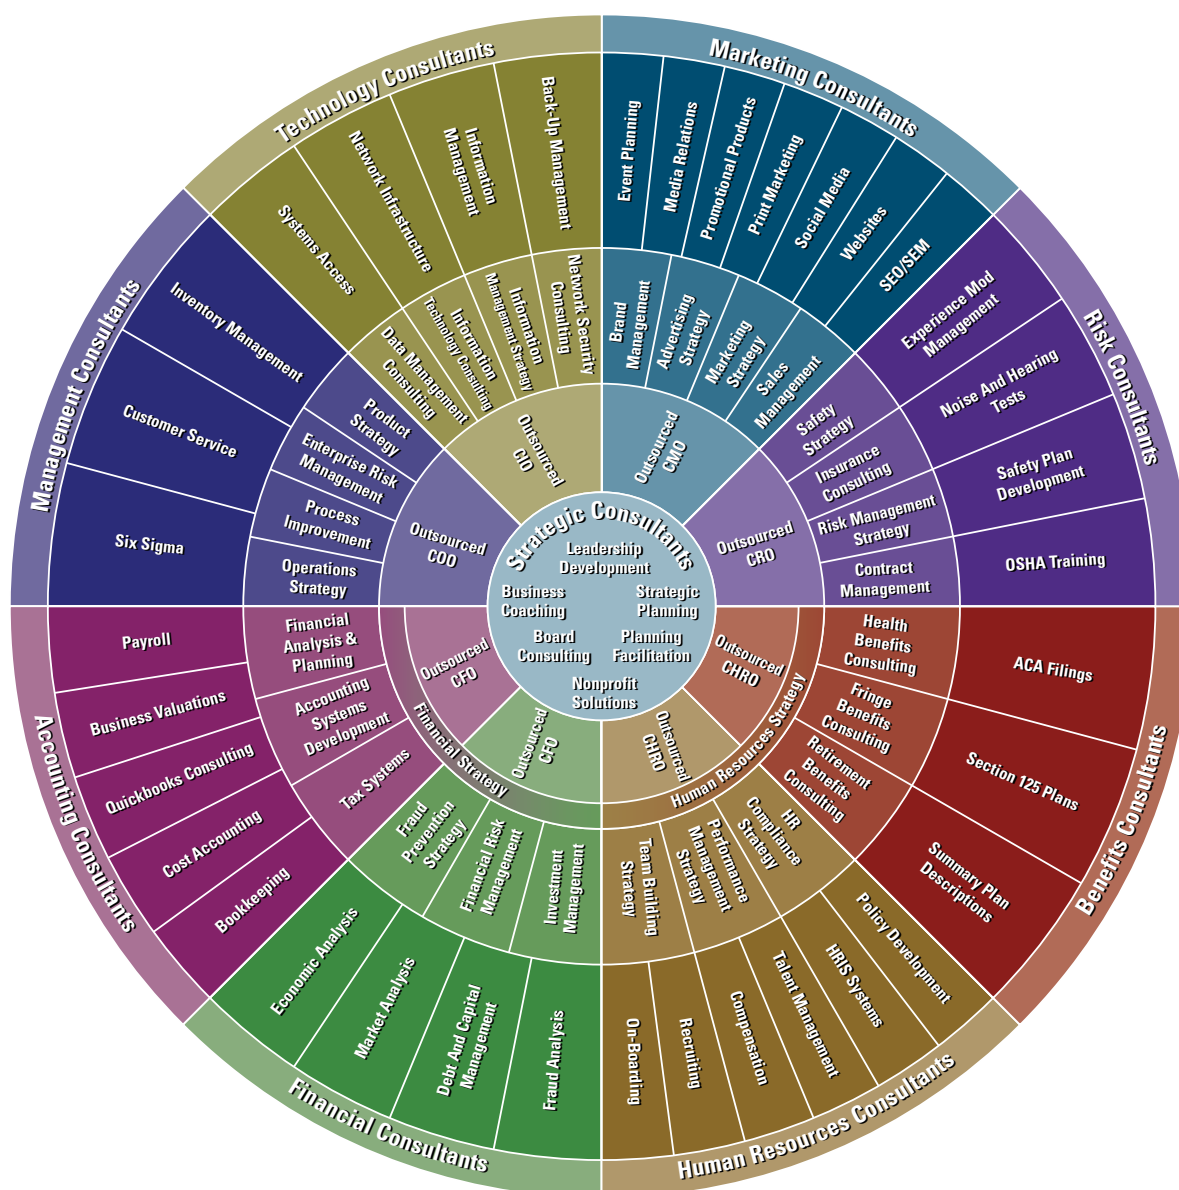 Strategic Consultants
Leadership
Development
Business
Coaching
Strategic
Planning
Board
Consulting
Planning
Facilitation
Nonprofit
Solutions
Marketing Consultants
Event Planning
Media Relations
Promotional Products
Print Marketing
Social Media
Websites
SEO/SEM
Brand
Management
Advertising
Strategy
Marketing
Strategy
Sales
Management
Outsourced
CMO
Risk Consultants
Experience Mod
Management
Noise And Hearing
Tests
Safety Plan
Development
OSHA Training
Safety
Strategy
Insurance
Consulting
Risk Management
Strategy
Contract
Management
Outsourced
CRO
Benefits Consultants
ACA Filings
Section 125 Plans
Summary Plan
Descriptions
Health
Benefits
Consulting
Fringe
Benefits
Consulting
Retirement
Benefits
Consulting
Outsourced
CHRO
Human Resources Strategy
Human Resources Consultants
Policy Development
HRIS Systems
Talent Management
Compensation
Recruiting
On-Boarding
HR
Compliance
Strategy
Performance
Management
Strategy
Team Building
Strategy
Outsourced
CHRO
Financial Consultants
Fraud Analysis
Debt And Capital
Management
Market Analysis
Economic Analysis
Investment
Management
Financial Risk
Management
Fraud
Prevention
Strategy
Outsourced
CFO
Financial Strategy
Accounting Consultants
Bookkeeping
Cost Accounting
Quickbooks Consulting
Business Valuations
Payroll
Tax Systems
Accounting
Systems
Development
Financial
Analysis &
Planning
Outsourced
CFO
Management Consultants
Six Sigma
Customer Service
Inventory Management
Operations
Strategy
Process
Improvement
Enterprise Risk
Management
Product
Strategy
Outsourced
COO
Technology Consultants
Systems Access
Network Infrastructure
Information
Management
Back-Up Management
Data Management
Consulting
Information
Technology Consulting
Information
Management Strategy
Network Security
Consulting
Outsourced
CIO